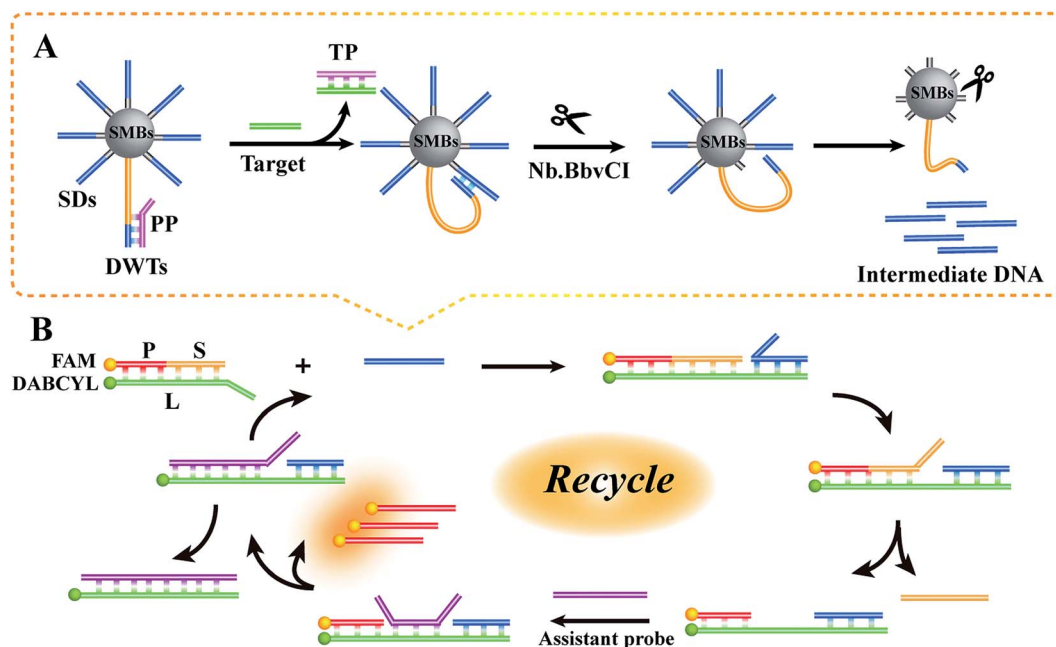 A
TP
SMBs
SMBs
SMBs
SMBs
Target
Nb.BbvCI
SDs
PP
DWTs
Intermediate DNA
B
P
S
FAM
DABCYL
+
L
Recycle
Assistant probe